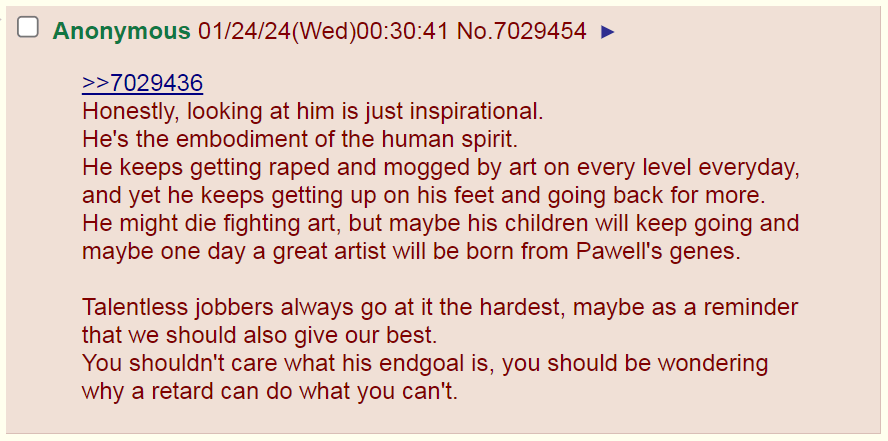 Anonymous 01/24/24(Wed)00:30:41 No.7029454 ►
>>7029436
Honestly, looking at him is just inspirational.
He's the embodiment of the human spirit.
He keeps getting raped and mogged by art on every level everyday,
and yet he keeps getting up on his feet and going back for more.
He might die fighting art, but maybe his children will keep going and
maybe one day a great artist will be born from Pawell's genes.
Talentless jobbers always go at it the hardest, maybe as a reminder
that we should also give our best.
You shouldn't care what his endgoal is, you should be wondering
why a retard can do what you can't.